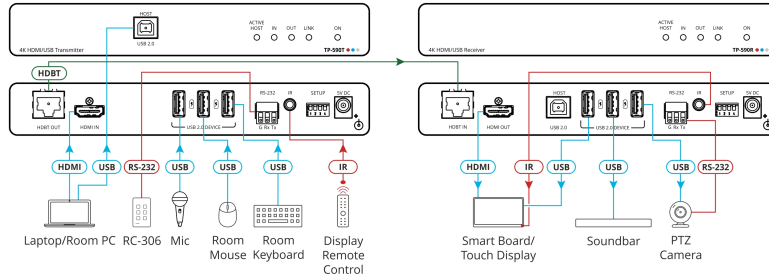 HOST
USB 2.0
ACTIVE HOST IN OUT LINK ON
4K HDMI/USB Transmitter
TP-590T
ACTIVE HOST IN OUT LINK ON
4K HDMI/USB Receiver
TP-590R
HDBT
HDBT OUT
HDMI IN
USB 2.0 DEVICE
RS-232
G Rx Tx
IR
SETUP
5V DC
HDBT IN
HDMI OUT
HOST
USB 2.0
USB 2.0 DEVICE
RS-232
G Rx Tx
IR
SETUP
5V DC
HDMI
USB
RS-232
USB
USB
USB
IR
HDMI
IR
USB
USB
USB
RS-232
Laptop/Room PC
RC-306
Mic
Room
Mouse
Room
Keyboard
Display
Remote
Control
Smart Board/
Touch Display
Soundbar
PTZ
Camera